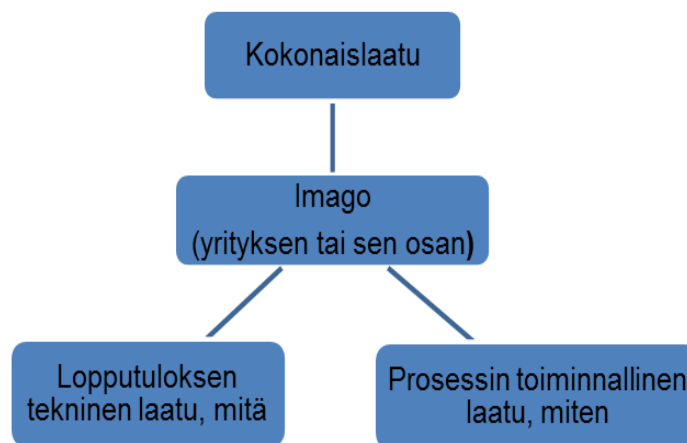 Kokonaislaatu
Imago
(yrityksen tai sen osan)
Lopputuloksen
tekninen laatu, mitä
Prosessin toiminnallinen
laatu, miten